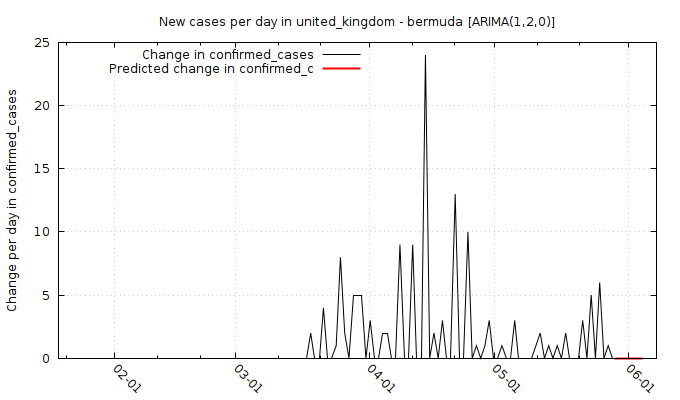 New cases per day in united_kingdom - bermuda [ARIMA(1,2,0)]
Change in confirmed_cases
Predicted change in confirmed_c
Change per day in confirmed_cases
25
20
15
10
5
0
02-01
03-01
04-01
05-01
06-01